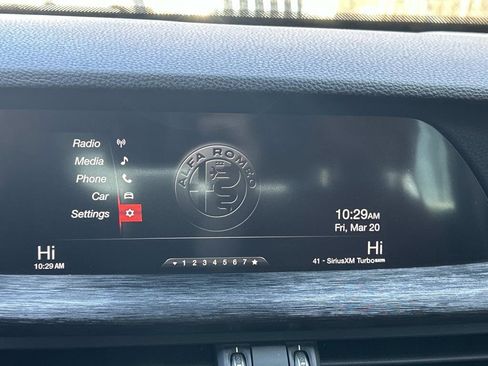 Radio
Media
Phone
Car
Settings
ALFA ROMEO
10:29AM
Fri, Mar 20
Hi
10:29 AM
1 2 3 4 5 6 7
Hi
41 - SiriusXM Turbo